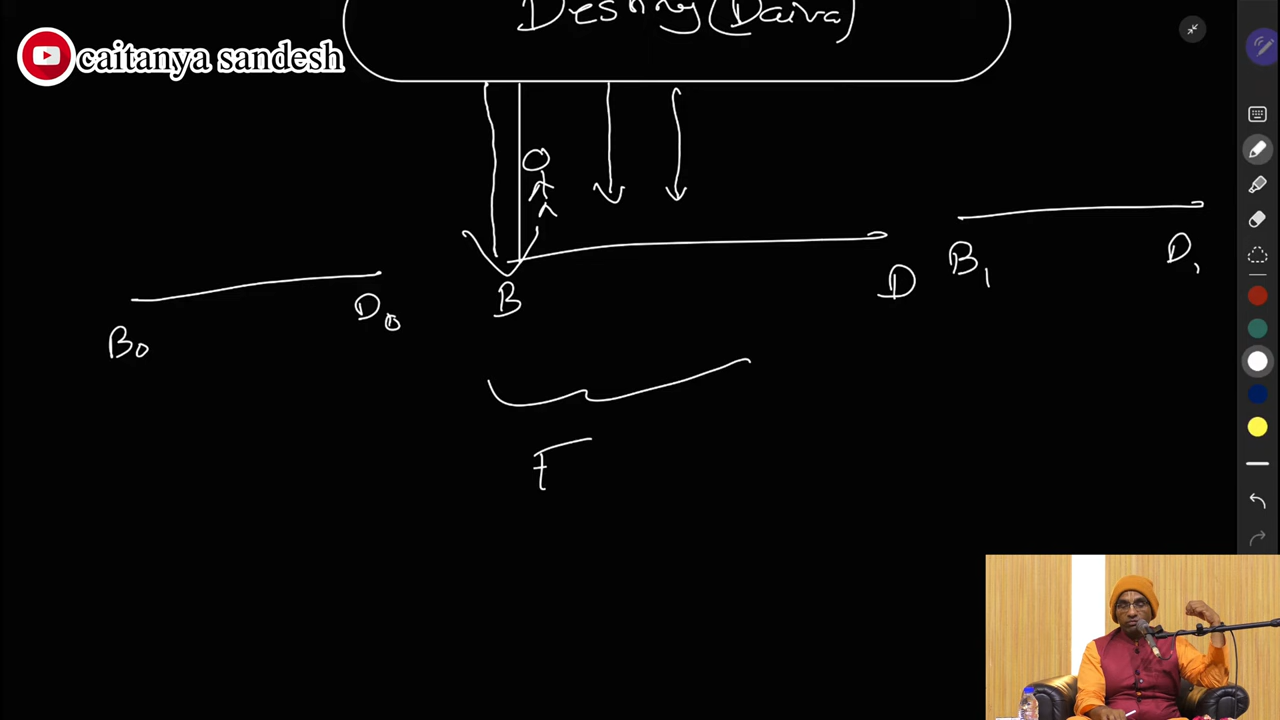 Destiny (Daiva)
caitanya sandesh
B₁ D₁
B D
B₀ D₀
F